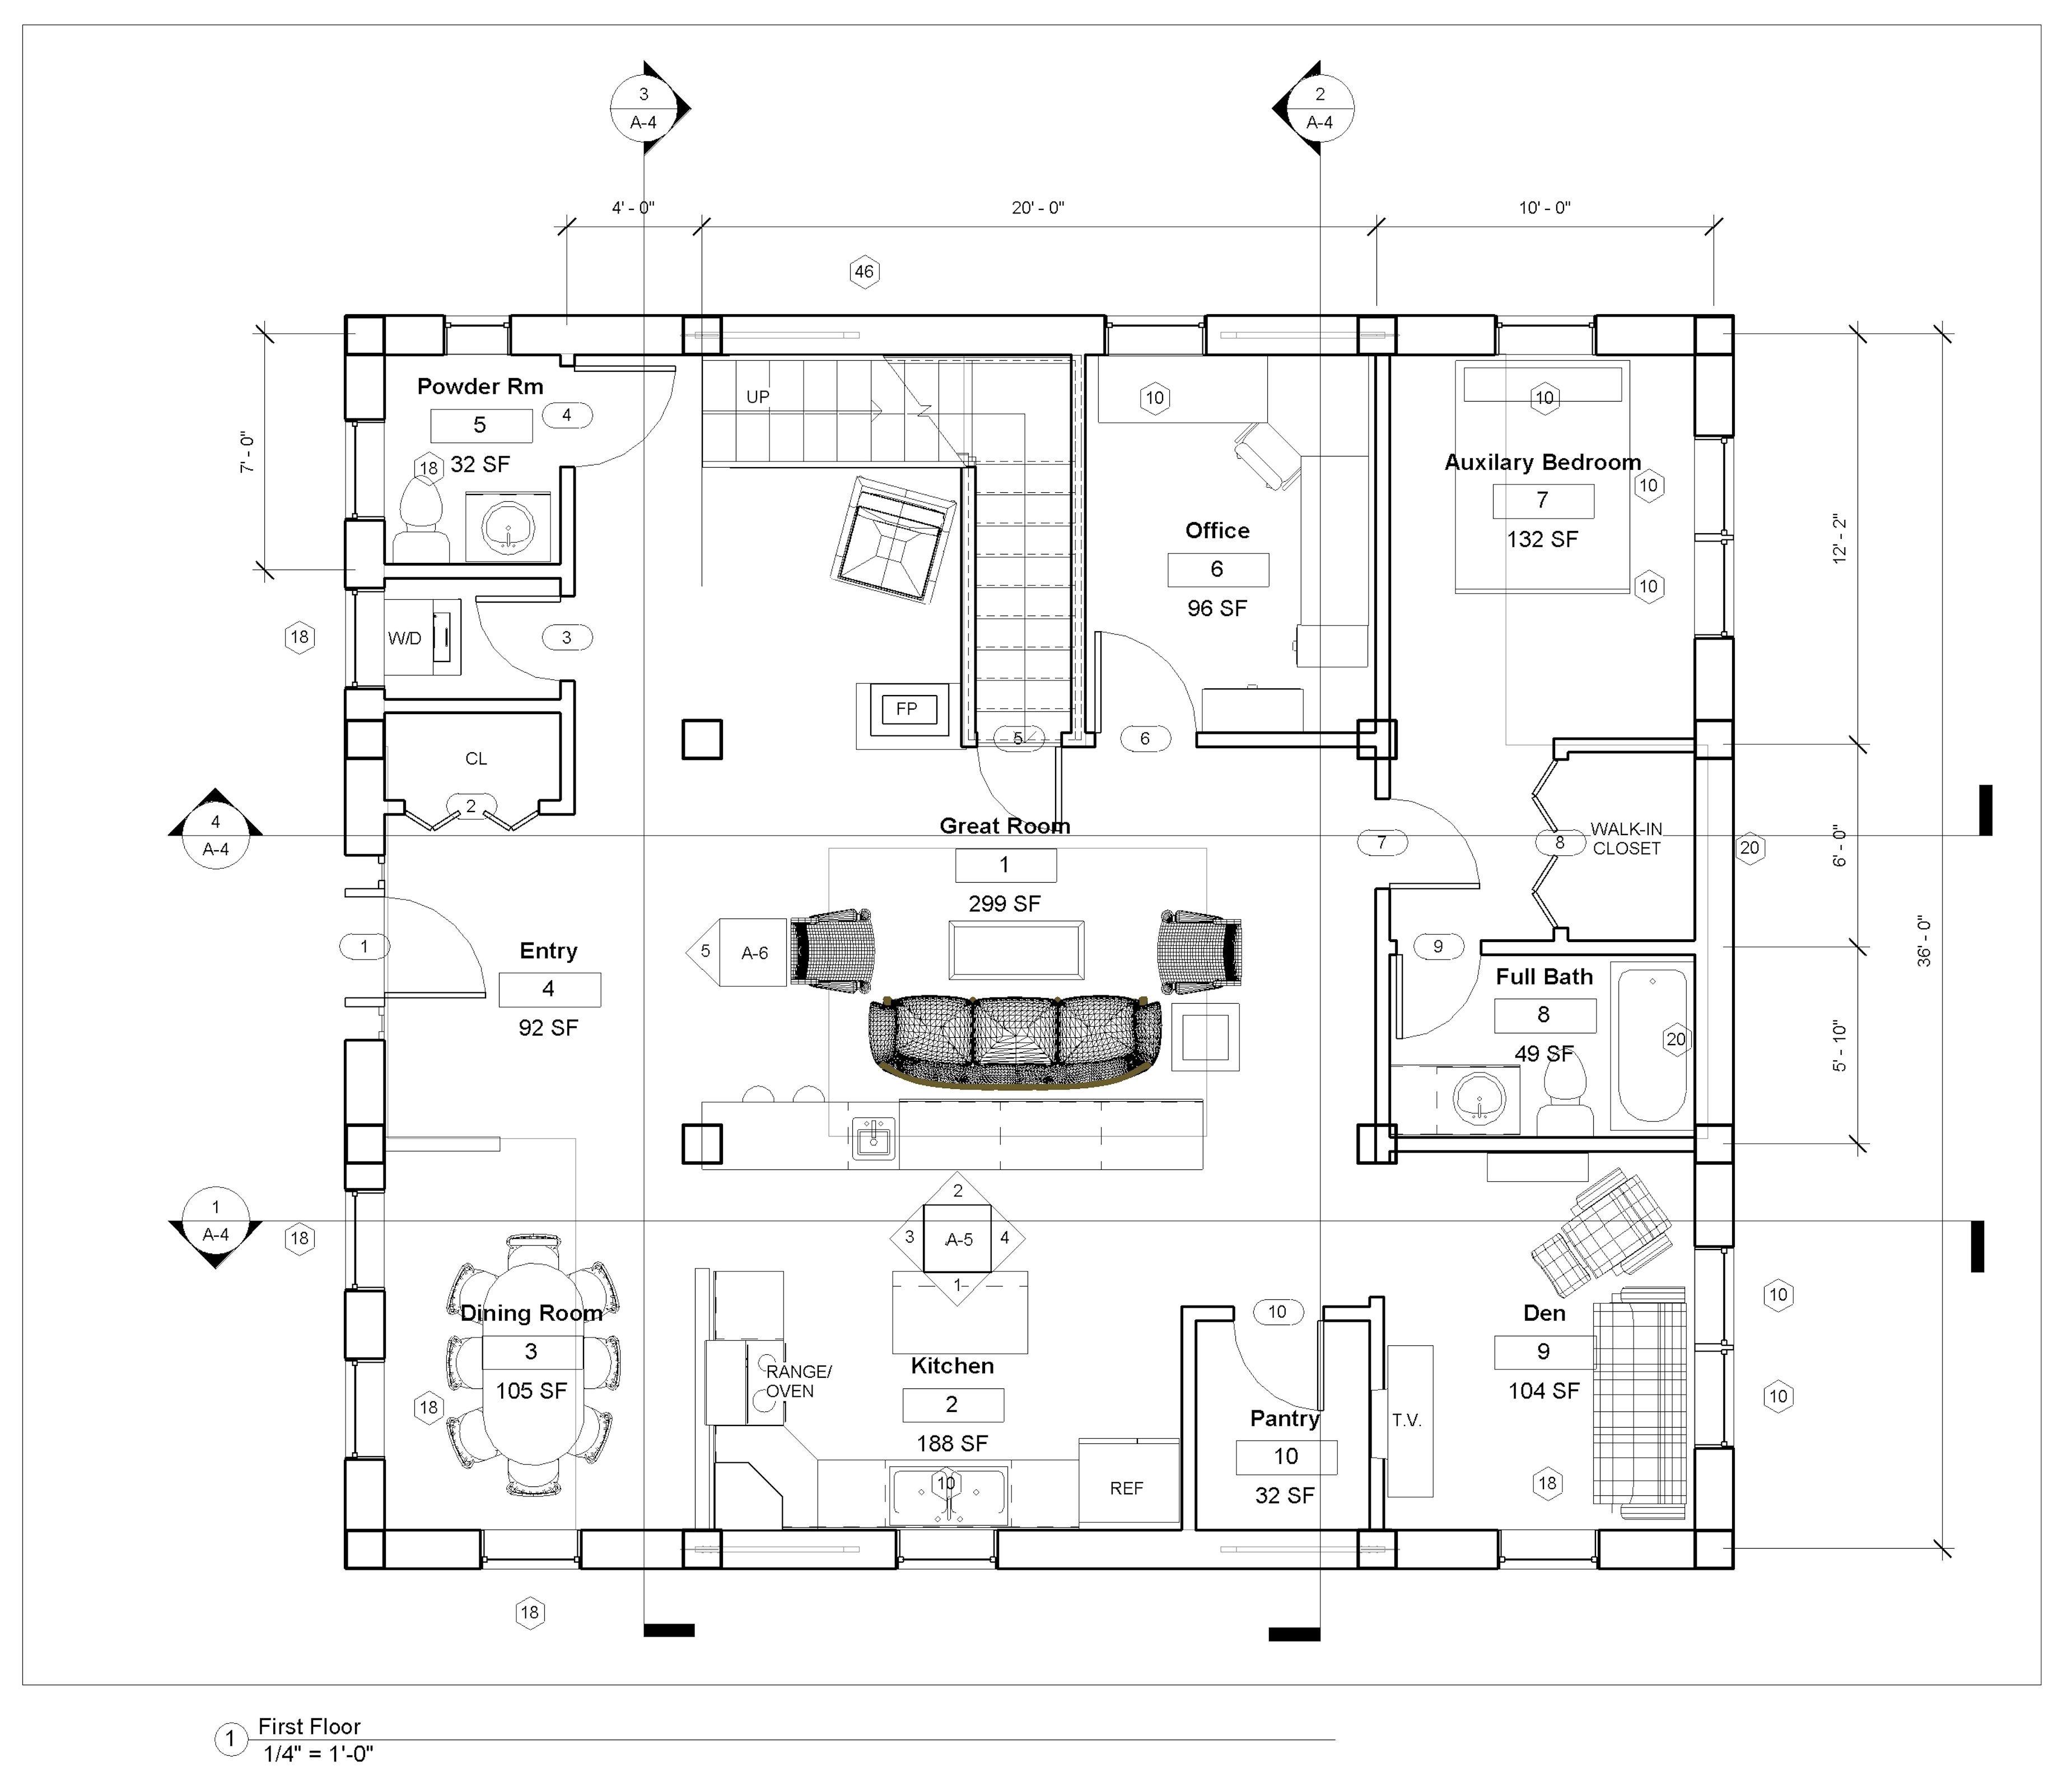 3
A-4
2
A-4
4' - 0"
20' - 0"
10' - 0"
46
Powder Rm
5
32 SF
4
18
7' - 0"
UP
10
10
Auxilary Bedroom
7
132 SF
10
10
12' - 2"
Office
6
96 SF
18
W/D
3
FP
5
6
CL
2
4
A-4
Great Room
1
299 SF
7
8
WALK-IN
CLOSET
20
6' - 0"
36' - 0"
1
Entry
4
92 SF
5
A-6
9
Full Bath
8
49 SF
20
5' - 10"
1
A-4
18
2
3
A-5
4
1
Dining Room
3
105 SF
18
RANGE/
OVEN
Kitchen
2
188 SF
10
REF
10
Pantry
10
32 SF
T.V.
Den
9
104 SF
10
10
18
18
1
First Floor
1/4" = 1'-0"